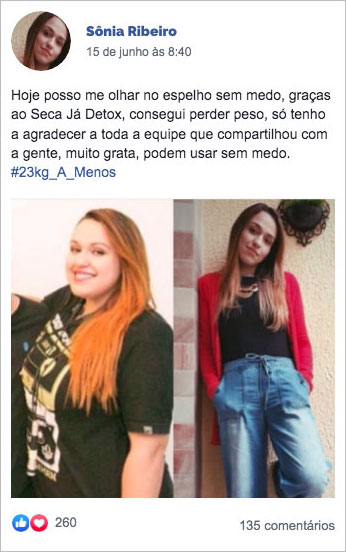 Sônia Ribeiro
15 de junho às 8:40
Hoje posso me olhar no espelho sem medo, graças
ao Seca Já Detox, consegui perder peso, só tenho
a agradecer a toda a equipe que compartilhou com
a gente, muito grata, podem usar sem medo.
#23kg_A_Menos
260
135 comentários